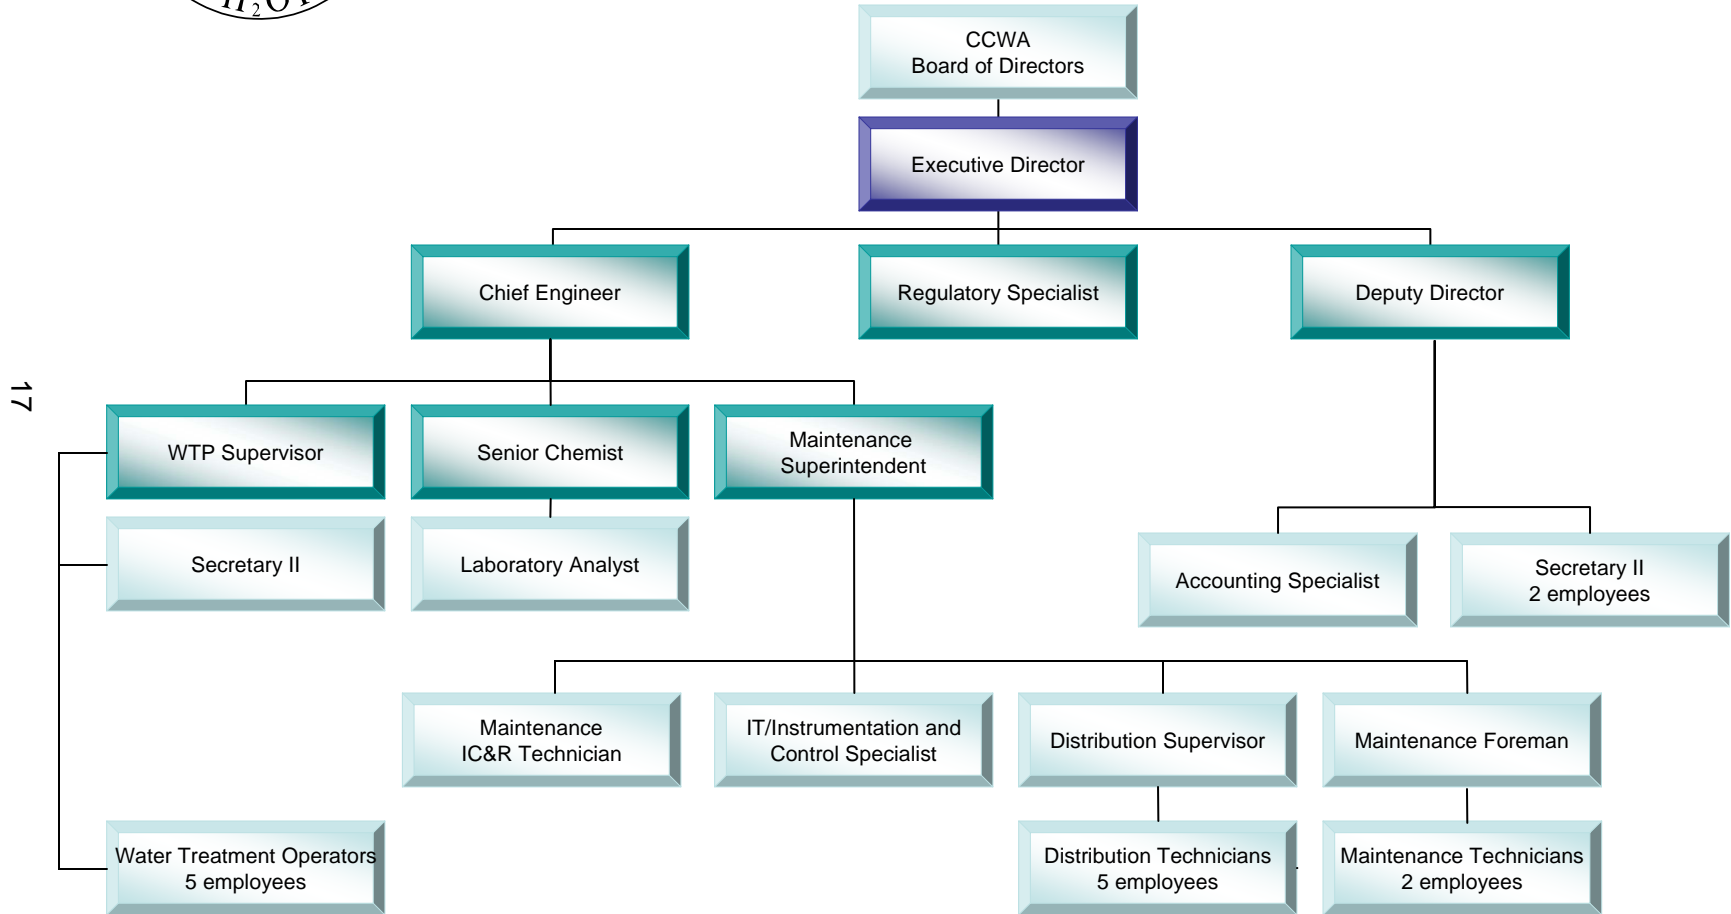 H₂O
CCWA
Board of Directors
Executive Director
Chief Engineer
Regulatory Specialist
Deputy Director
17
WTP Supervisor
Senior Chemist
Maintenance
Superintendent
Secretary II
Laboratory Analyst
Accounting Specialist
Secretary II
2 employees
Maintenance
IC&R Technician
IT/Instrumentation and
Control Specialist
Distribution Supervisor
Maintenance Foreman
Water Treatment Operators
5 employees
Distribution Technicians
5 employees
Maintenance Technicians
2 employees